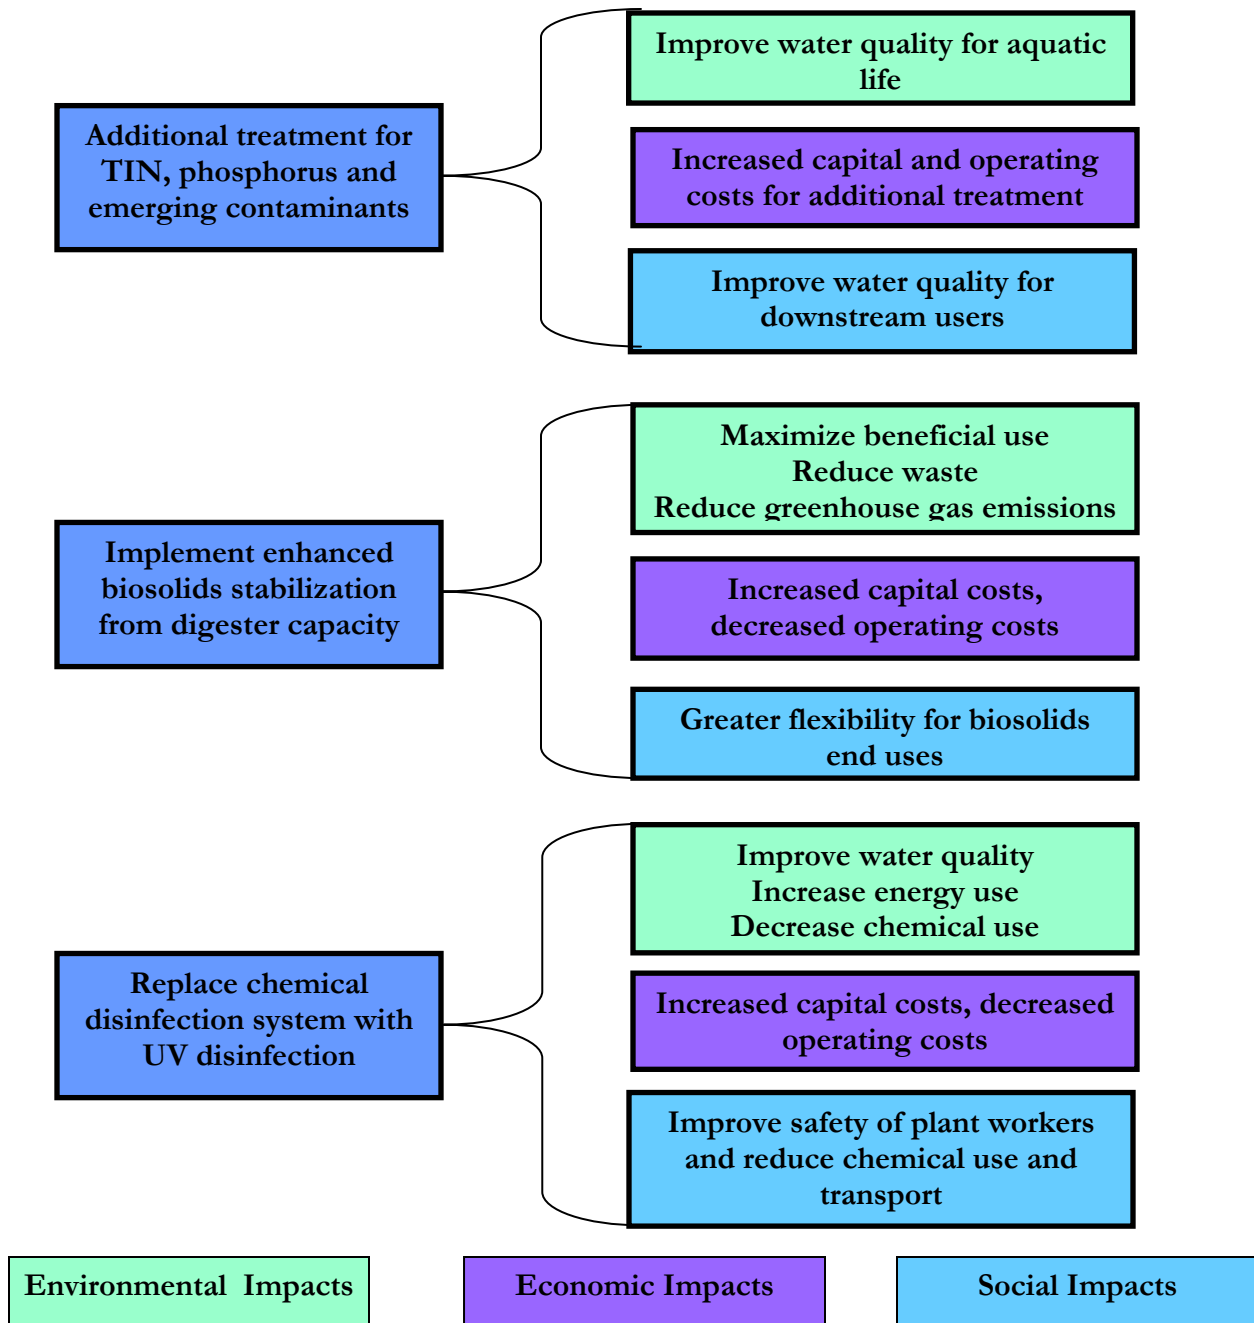 Improve water quality for aquatic
life
Additional treatment for
TIN, phosphorus and
emerging contaminants
Increased capital and operating
costs for additional treatment
Improve water quality for
downstream users
Maximize beneficial use
Reduce waste
Reduce greenhouse gas emissions
Implement enhanced
biosolids stabilization
from digester capacity
Increased capital costs,
decreased operating costs
Greater flexibility for biosolids
end uses
Improve water quality
Increase energy use
Decrease chemical use
Replace chemical
disinfection system with
UV disinfection
Increased capital costs, decreased
operating costs
Improve safety of plant workers
and reduce chemical use and
transport
Environmental Impacts
Economic Impacts
Social Impacts